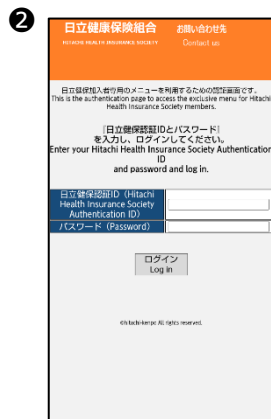 ❷
日立健康保険組合
HITACHI HEALTH INSURANCE SOCIETY
お問い合わせ先
Contact us
日立健保加入者専用のメニューを利用するための認証画面です。
This is the authentication page to access the exclusive menu for Hitachi
Health Insurance Society members.
『日立健保認証IDとパスワード』
を入力し、ログインしてください。
Enter your Hitachi Health Insurance Society Authentication
ID
and password and log in.
日立健保認証ID（Hitachi
Health Insurance Society
Authentication ID）
パスワード（Password）
ログイン
Log in
©hitachi-kenpo All rights reserved.